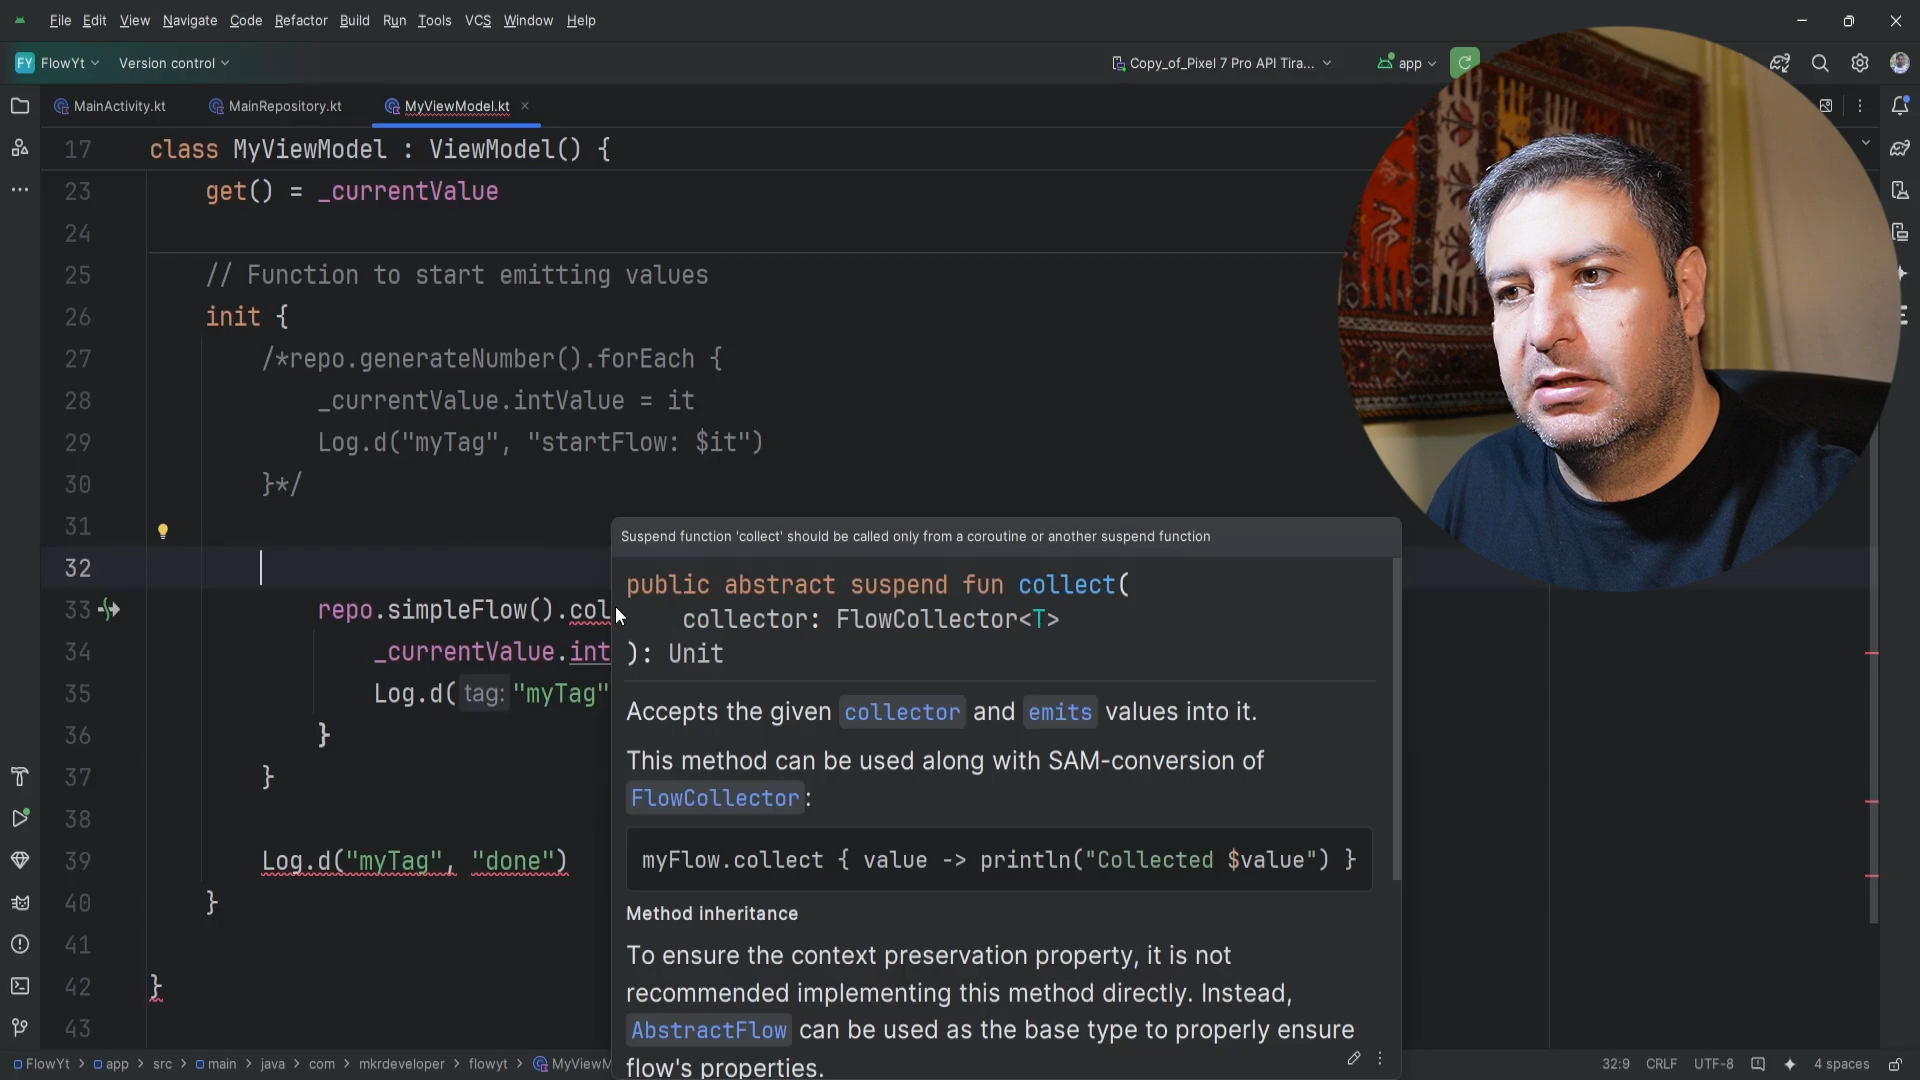 File Edit View Navigate Code Refactor Build Run Tools VCS Window Help
FY FlowYt Version control Copy_of_Pixel 7 Pro API Tira... app
MainActivity.kt MainRepository.kt MyViewModel.kt
17 class MyViewModel : ViewModel() {
23 get() = _currentValue
24
25 // Function to start emitting values
26 init {
27 /*repo.generateNumber().forEach {
28 _currentValue.intValue = it
29 Log.d("myTag", "startFlow: $it")
30 }*/
31
32
33 repo.simpleFlow().col
34 _currentValue.int
35 Log.d( tag: "myTag"
36 }
37 }
38
39 Log.d("myTag", "done")
40 }
41
42 }
43
Suspend function 'collect' should be called only from a coroutine or another suspend function
public abstract suspend fun collect(
collector: FlowCollector<T>
): Unit
Accepts the given collector and emits values into it.
This method can be used along with SAM-conversion of
FlowCollector:
myFlow.collect { value -> println("Collected $value") }
Method inheritance
To ensure the context preservation property, it is not
recommended implementing this method directly. Instead,
AbstractFlow can be used as the base type to properly ensure
flow's properties.
FlowYt > app > src > main > java > com > mkrdeveloper > flowyt > MyViewM 32:9 CRLF UTF-8 4 spaces